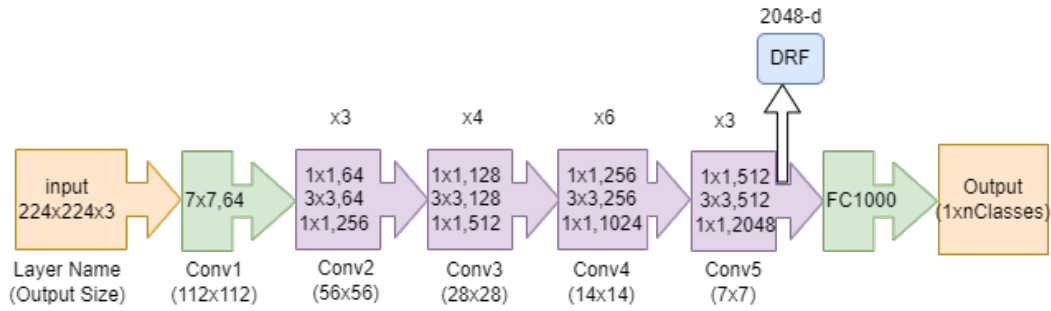 2048-d
DRF
x3
x4
x6
x3
input
224x224x3
7x7,64
1x1,64
3x3,64
1x1,256
1x1,128
3x3,128
1x1,512
1x1,256
3x3,256
1x1,1024
1x1,512
3x3,512
1x1,2048
FC1000
Output
(1xnClasses)
Layer Name
(Output Size)
Conv1
(112x112)
Conv2
(56x56)
Conv3
(28x28)
Conv4
(14x14)
Conv5
(7x7)